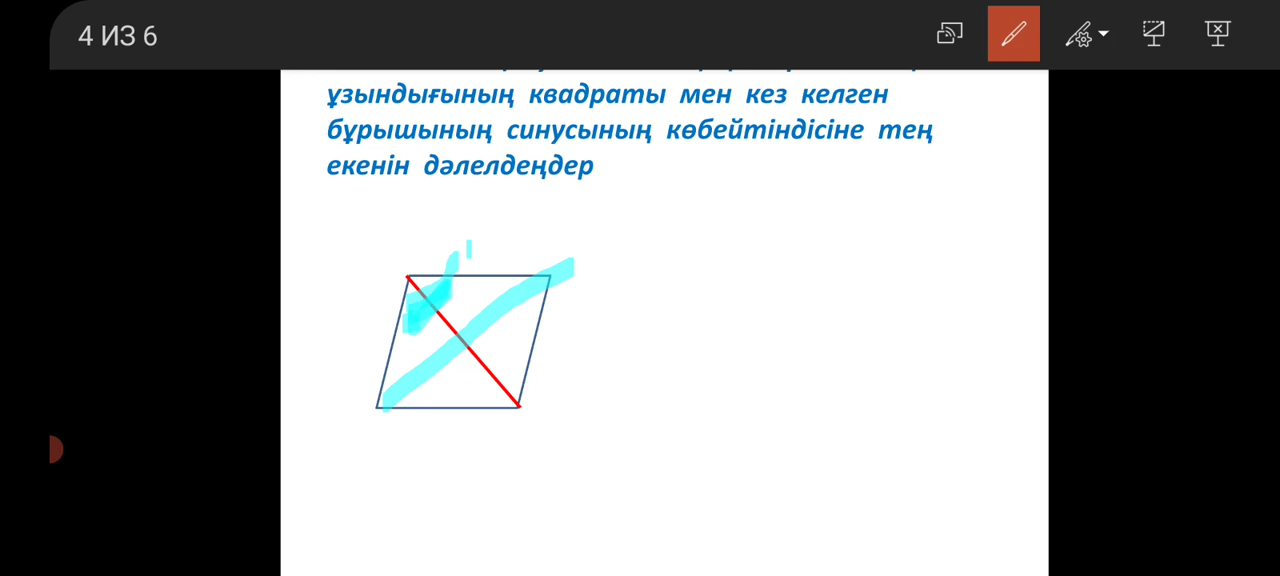 4 ИЗ 6
ұзындығының квадраты мен кез келген
бұрышының синусының көбейтіндісіне тең
екенін дәлелдеңдер